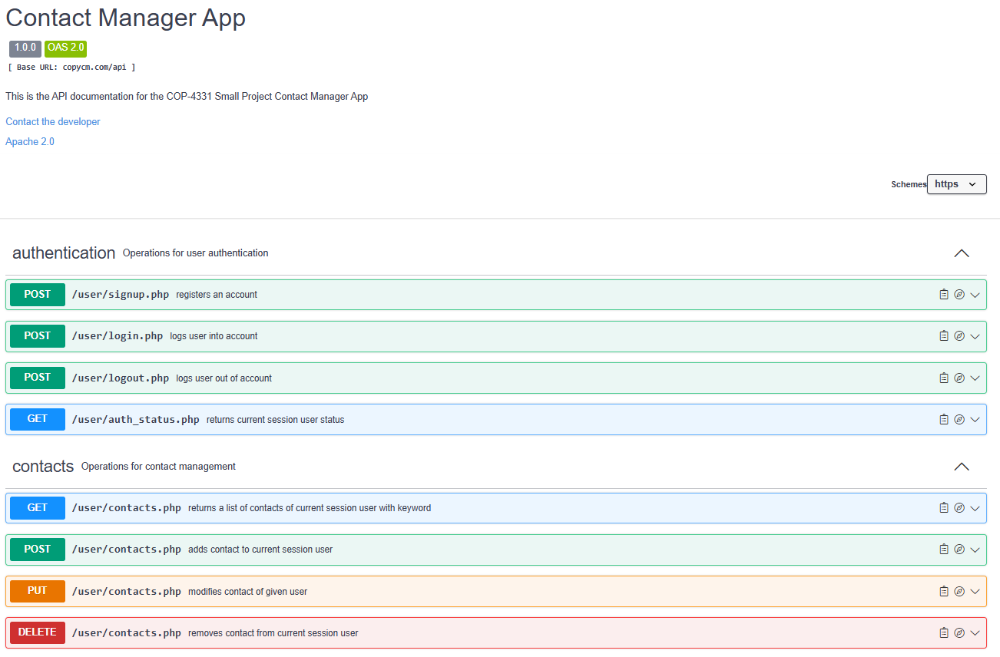 Contact Manager App
1.0.0 OAS 2.0
[ Base URL: copycm.com/api ]
This is the API documentation for the COP-4331 Small Project Contact Manager App
Contact the developer
Apache 2.0
Schemes https
authentication Operations for user authentication
POST /user/signup.php registers an account
POST /user/login.php logs user into account
POST /user/logout.php logs user out of account
GET /user/auth_status.php returns current session user status
contacts Operations for contact management
GET /user/contacts.php returns a list of contacts of current session user with keyword
POST /user/contacts.php adds contact to current session user
PUT /user/contacts.php modifies contact of given user
DELETE /user/contacts.php removes contact from current session user